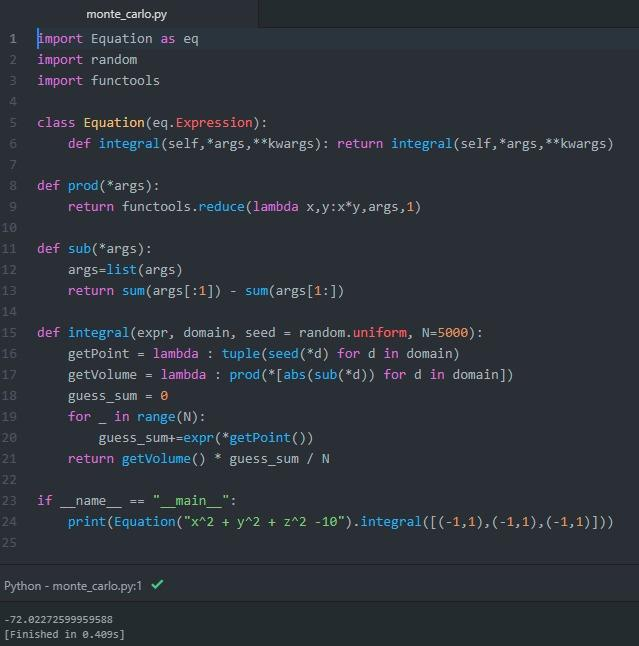 monte_carlo.py
1 import Equation as eq
2 import random
3 import functools
4
5 class Equation(eq.Expression):
6     def integral(self,*args,**kwargs): return integral(self,*args,**kwargs)
7
8 def prod(*args):
9     return functools.reduce(lambda x,y:x*y,args,1)
10
11 def sub(*args):
12     args=list(args)
13     return sum(args[:1]) - sum(args[1:])
14
15 def integral(expr, domain, seed = random.uniform, N=5000):
16     getPoint = lambda : tuple(seed(*d) for d in domain)
17     getVolume = lambda : prod(*[abs(sub(*d)) for d in domain])
18     guess_sum = 0
19     for _ in range(N):
20         guess_sum+=expr(*getPoint())
21     return getVolume() * guess_sum / N
22
23 if __name__ == "__main__":
24     print(Equation("x^2 + y^2 + z^2 -10").integral([(-1,1),(-1,1),(-1,1)]))
25
Python - monte_carlo.py:1 ✓
-72.02272599959588
[Finished in 0.409s]